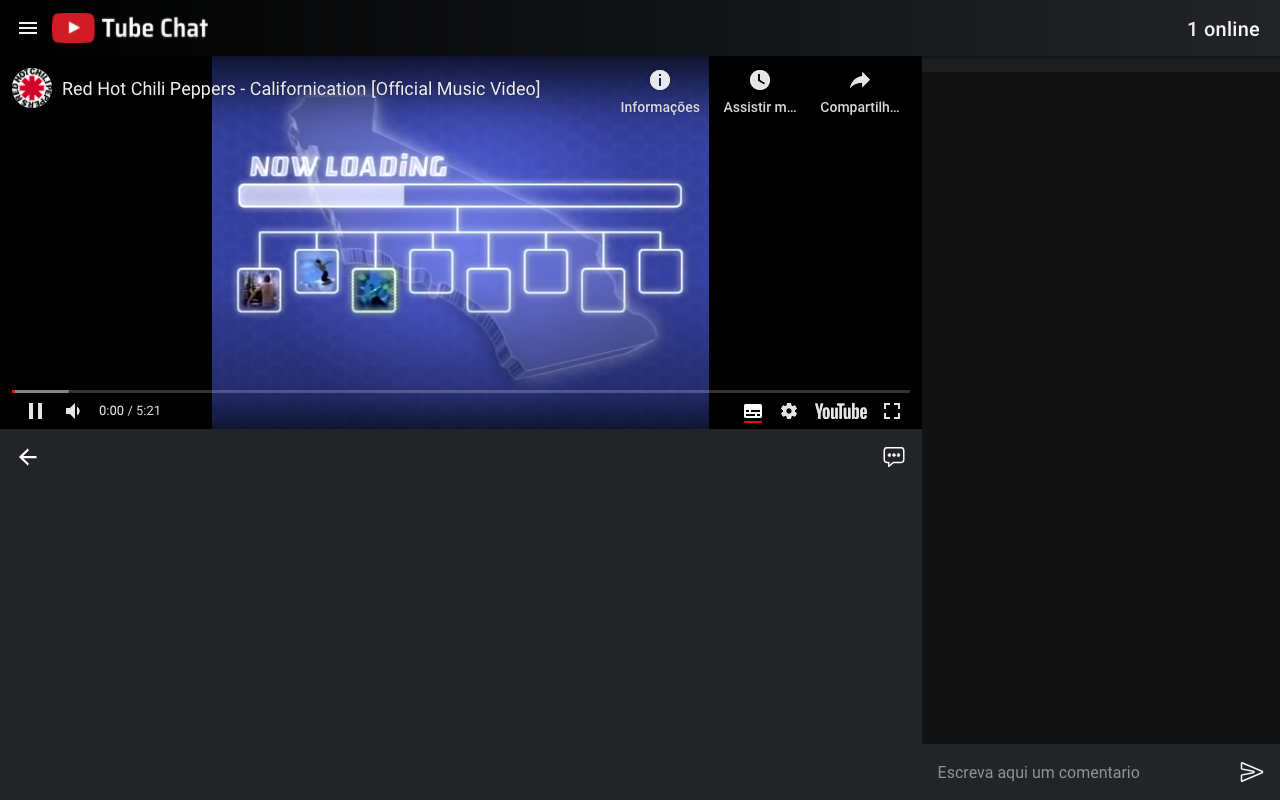 Tube Chat
1 online
Red Hot Chili Peppers - Californication [Official Music Video]
Informações
Assistir m...
Compartilh...
NOW LOADiNG
0:00 / 5:21
YouTube
Escreva aqui um comentario